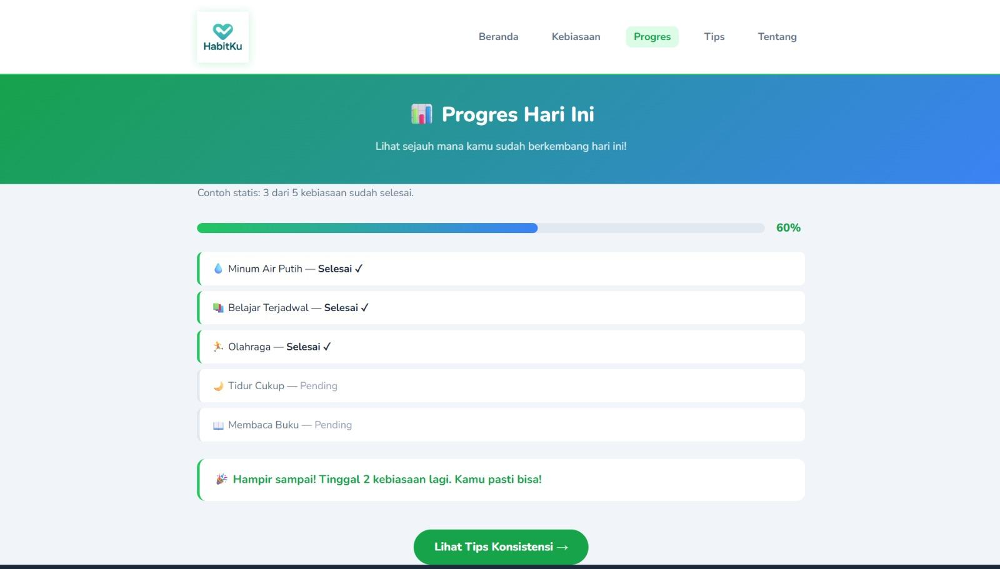 HabitKu
Beranda
Kebiasaan
Progres
Tips
Tentang
📊 Progres Hari Ini
Lihat sejauh mana kamu sudah berkembang hari ini!
Contoh statis: 3 dari 5 kebiasaan sudah selesai.
60%
💧 Minum Air Putih — Selesai ✓
📚 Belajar Terjadwal — Selesai ✓
🏃 Olahraga — Selesai ✓
🌙 Tidur Cukup — Pending
📖 Membaca Buku — Pending
🎉 Hampir sampai! Tinggal 2 kebiasaan lagi. Kamu pasti bisa!
Lihat Tips Konsistensi →